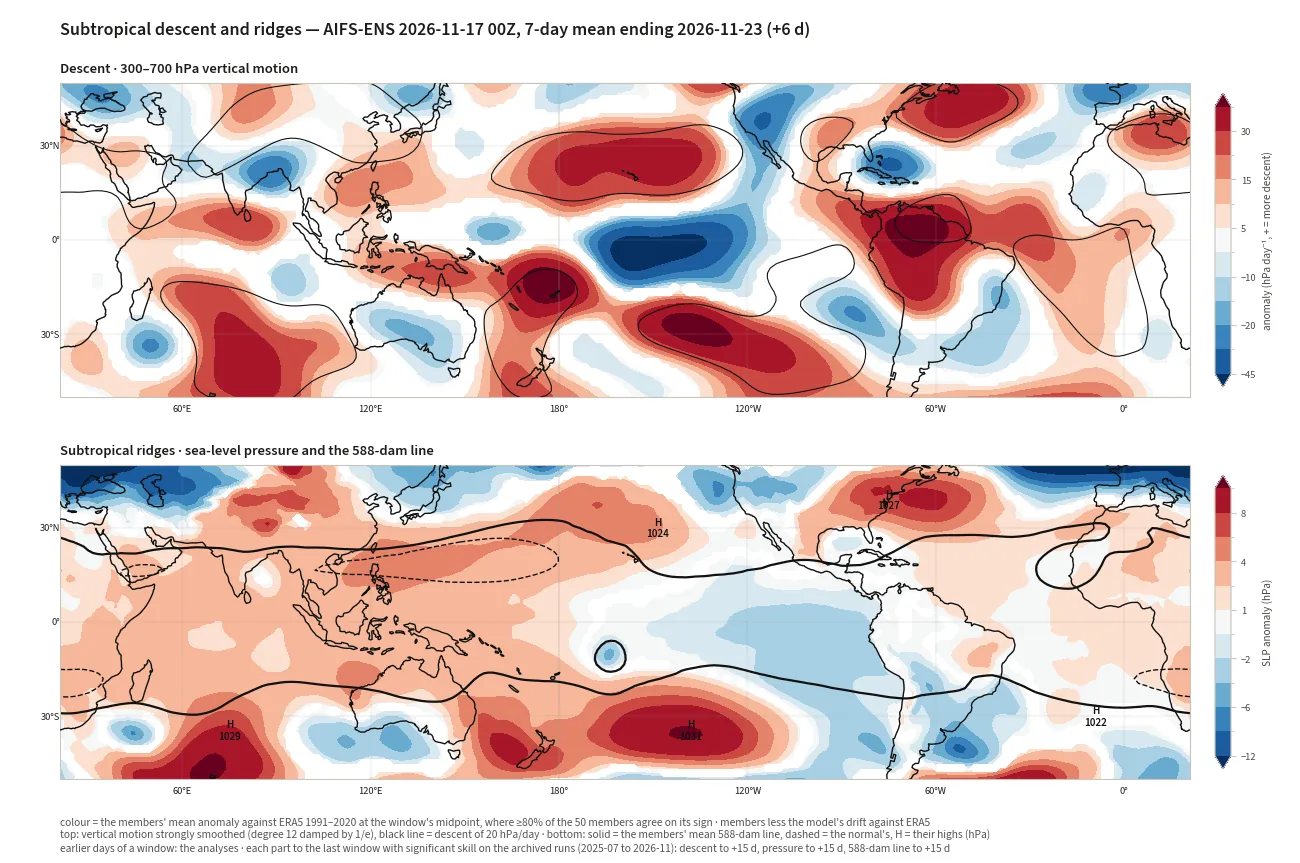 Subtropical descent and ridges — AIFS-ENS 2026-11-17 00Z, 7-day mean ending 2026-11-23 (+6 d)
Descent · 300–700 hPa vertical motion
30°N
0°
30°S
60°E 120°E 180° 120°W 60°W 0°
30
15
5
−10
−20
−45
anomaly (hPa day⁻¹, + = more descent)
Subtropical ridges · sea-level pressure and the 588-dam line
H
1027
H
1024
H
1029
H
1031
H
1022
30°N
0°
30°S
60°E 120°E 180° 120°W 60°W 0°
8
4
1
−2
−6
−12
SLP anomaly (hPa)
colour = the members' mean anomaly against ERA5 1991–2020 at the window's midpoint, where ≥80% of the 50 members agree on its sign · members less the model's drift against ERA5
top: vertical motion strongly smoothed (degree 12 damped by 1/e), black line = descent of 20 hPa/day · bottom: solid = the members' mean 588-dam line, dashed = the normal's, H = their highs (hPa)
earlier days of a window: the analyses · each part to the last window with significant skill on the archived runs (2025-07 to 2026-11): descent to +15 d, pressure to +15 d, 588-dam line to +15 d